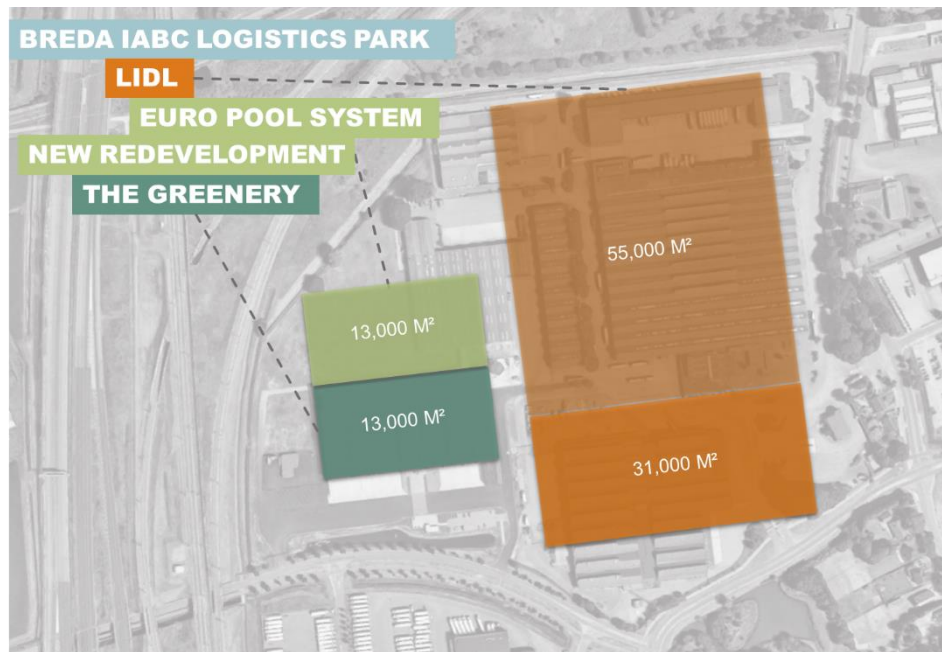 BREDA IABC LOGISTICS PARK
LIDL
EURO POOL SYSTEM
NEW REDEVELOPMENT
THE GREENERY
55,000 M²
13,000 M²
13,000 M²
31,000 M²